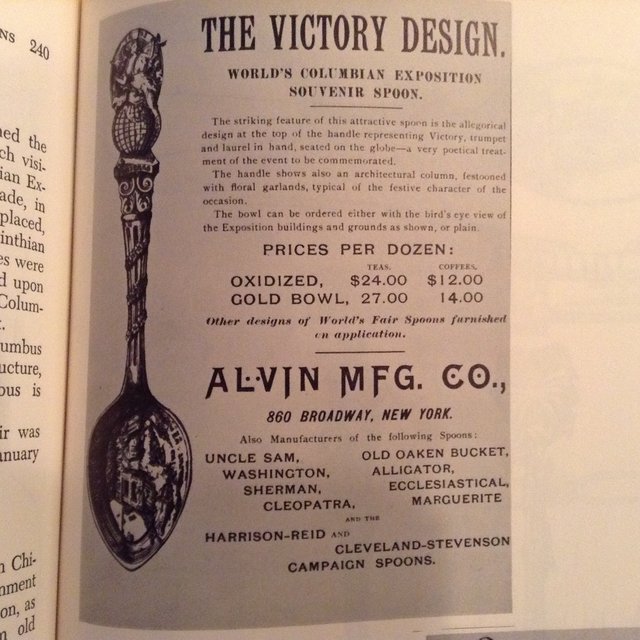 NS 240
ned the
ch visi-
ian Ex-
ade, in
placed,
inthian
es were
d upon
Colum-
t.
umbus
ucture,
bus is
ir was
anuary
n Chi-
nment
on, as
n old
THE VICTORY DESIGN.
WORLD'S COLUMBIAN EXPOSITION
SOUVENIR SPOON.
The striking feature of this attractive spoon is the allegorical
design at the top of the handle representing Victory, trumpet
and laurel in hand, seated on the globe—a very poetical treat-
ment of the event to be commemorated.
The handle shows also an architectural column, festooned
with floral garlands, typical of the festive character of the
occasion.
The bowl can be ordered either with the bird's eye view of
the Exposition buildings and grounds as shown, or plain.
PRICES PER DOZEN:
TEAS. COFFEES.
OXIDIZED, $24.00 $12.00
GOLD BOWL, 27.00 14.00
Other designs of World's Fair Spoons furnished
on application.
ALVIN MFG. CO.,
860 BROADWAY, NEW YORK.
Also Manufacturers of the following Spoons:
UNCLE SAM, OLD OAKEN BUCKET,
WASHINGTON, ALLIGATOR,
SHERMAN, ECCLESIASTICAL,
CLEOPATRA, MARGUERITE
AND THE
HARRISON-REID AND
CLEVELAND-STEVENSON
CAMPAIGN SPOONS.